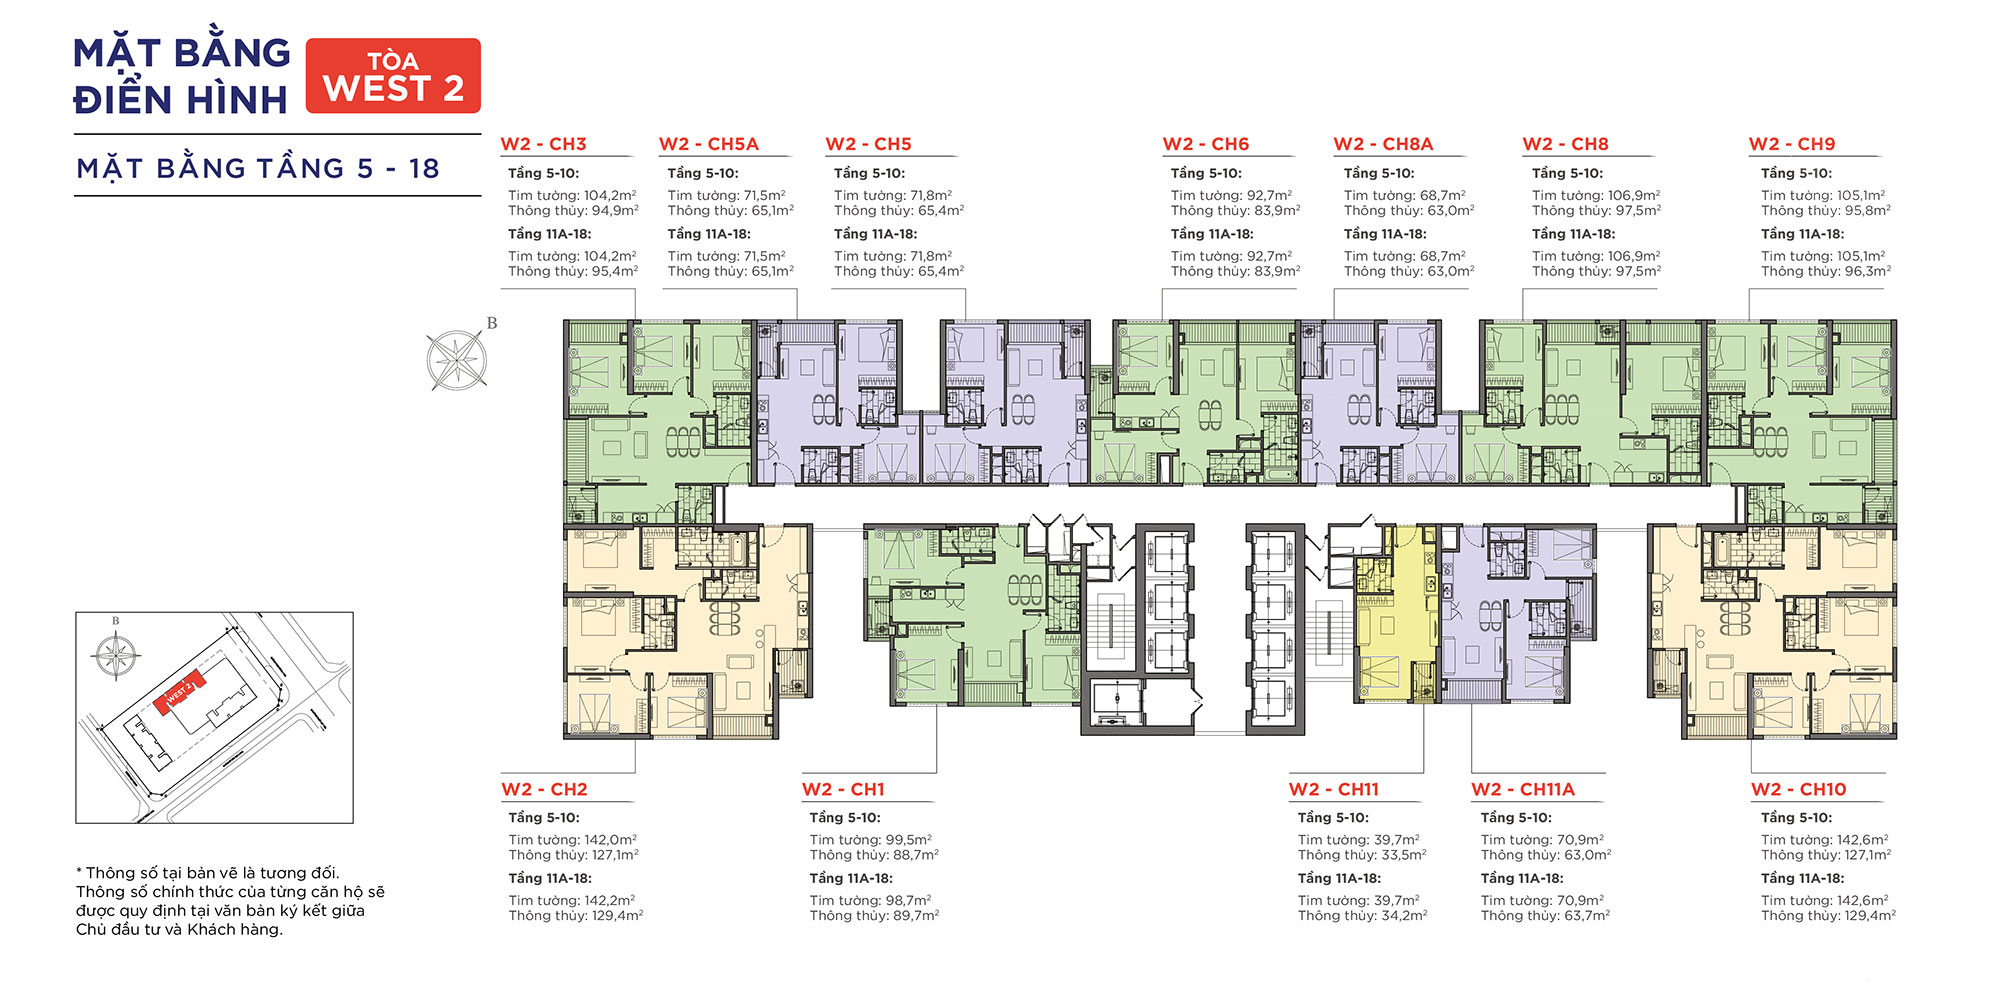 MẶT BẰNG
ĐIỂN HÌNH
TÒA
WEST 2
MẶT BẰNG TẦNG 5 - 18
W2 - CH3
Tầng 5-10:
Tim tường: 104,2m²
Thông thủy: 94,9m²
Tầng 11A-18:
Tim tường: 104,2m²
Thông thủy: 95,4m²
W2 - CH5A
Tầng 5-10:
Tim tường: 71,5m²
Thông thủy: 65,1m²
Tầng 11A-18:
Tim tường: 71,5m²
Thông thủy: 65,1m²
W2 - CH5
Tầng 5-10:
Tim tường: 71,8m²
Thông thủy: 65,4m²
Tầng 11A-18:
Tim tường: 71,8m²
Thông thủy: 65,4m²
W2 - CH6
Tầng 5-10:
Tim tường: 92,7m²
Thông thủy: 83,9m²
Tầng 11A-18:
Tim tường: 92,7m²
Thông thủy: 83,9m²
W2 - CH8A
Tầng 5-10:
Tim tường: 68,7m²
Thông thủy: 63,0m²
Tầng 11A-18:
Tim tường: 68,7m²
Thông thủy: 63,0m²
W2 - CH8
Tầng 5-10:
Tim tường: 106,9m²
Thông thủy: 97,5m²
Tầng 11A-18:
Tim tường: 106,9m²
Thông thủy: 97,5m²
W2 - CH9
Tầng 5-10:
Tim tường: 105,1m²
Thông thủy: 95,8m²
Tầng 11A-18:
Tim tường: 105,1m²
Thông thủy: 96,3m²
B
B
WEST 2
W2 - CH2
Tầng 5-10:
Tim tường: 142,0m²
Thông thủy: 127,1m²
Tầng 11A-18:
Tim tường: 142,2m²
Thông thủy: 129,4m²
W2 - CH1
Tầng 5-10:
Tim tường: 99,5m²
Thông thủy: 88,7m²
Tầng 11A-18:
Tim tường: 98,7m²
Thông thủy: 89,7m²
W2 - CH11
Tầng 5-10:
Tim tường: 39,7m²
Thông thủy: 33,5m²
Tầng 11A-18:
Tim tường: 39,7m²
Thông thủy: 34,2m²
W2 - CH11A
Tầng 5-10:
Tim tường: 70,9m²
Thông thủy: 63,0m²
Tầng 11A-18:
Tim tường: 70,9m²
Thông thủy: 63,7m²
W2 - CH10
Tầng 5-10:
Tim tường: 142,6m²
Thông thủy: 127,1m²
Tầng 11A-18:
Tim tường: 142,6m²
Thông thủy: 129,4m²
* Thông số tại bản vẽ là tương đối.
Thông số chính thức của từng căn hộ sẽ
được quy định tại văn bản ký kết giữa
Chủ đầu tư và Khách hàng.